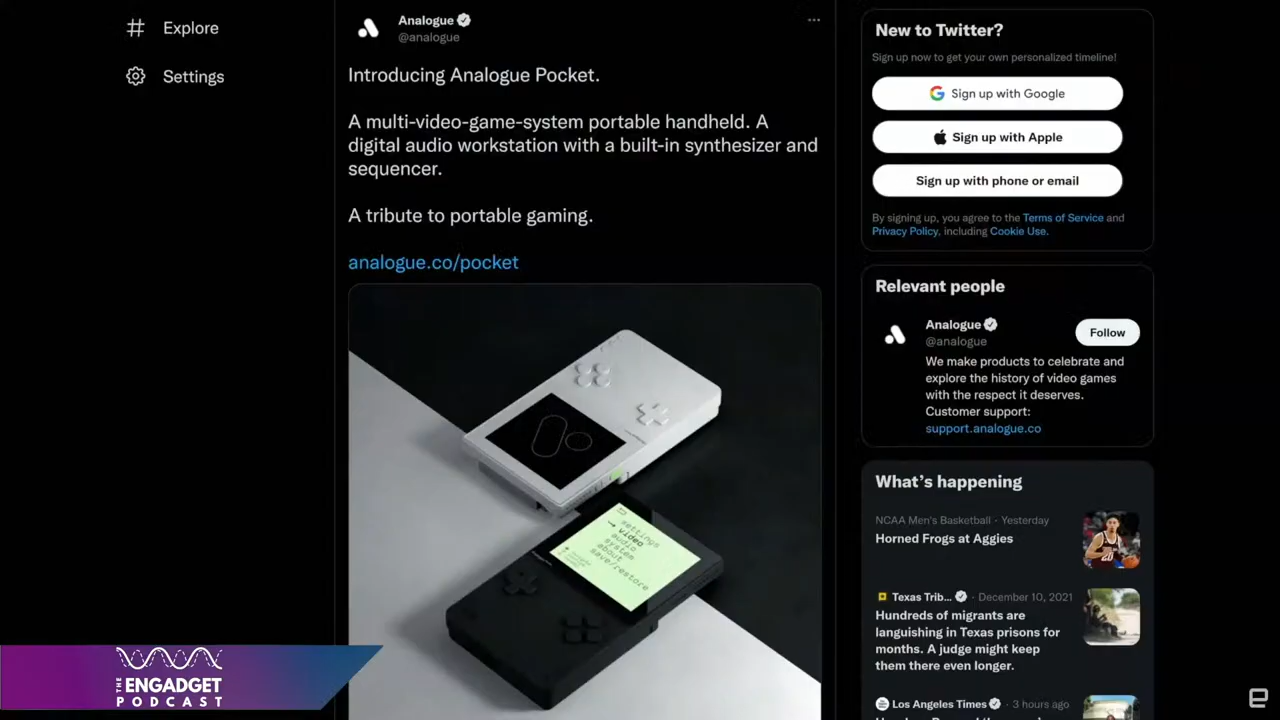 Explore
Settings
Analogue
@analogue
Introducing Analogue Pocket.
A multi-video-game-system portable handheld. A
digital audio workstation with a built-in synthesizer and
sequencer.
A tribute to portable gaming.
analogue.co/pocket
settings
video
audio
system
about
save/restore
New to Twitter?
Sign up now to get your own personalized timeline!
Sign up with Google
Sign up with Apple
Sign up with phone or email
By signing up, you agree to the Terms of Service and
Privacy Policy, including Cookie Use.
Relevant people
Analogue
@analogue
Follow
We make products to celebrate and
explore the history of video games
with the respect it deserves.
Customer support:
support.analogue.co
What's happening
NCAA Men's Basketball · Yesterday
Horned Frogs at Aggies
Texas Trib... · December 10, 2021
Hundreds of migrants are
languishing in Texas prisons for
months. A judge might keep
them there even longer.
Los Angeles Times · 3 hours ago
THE
ENGADGET
PODCAST